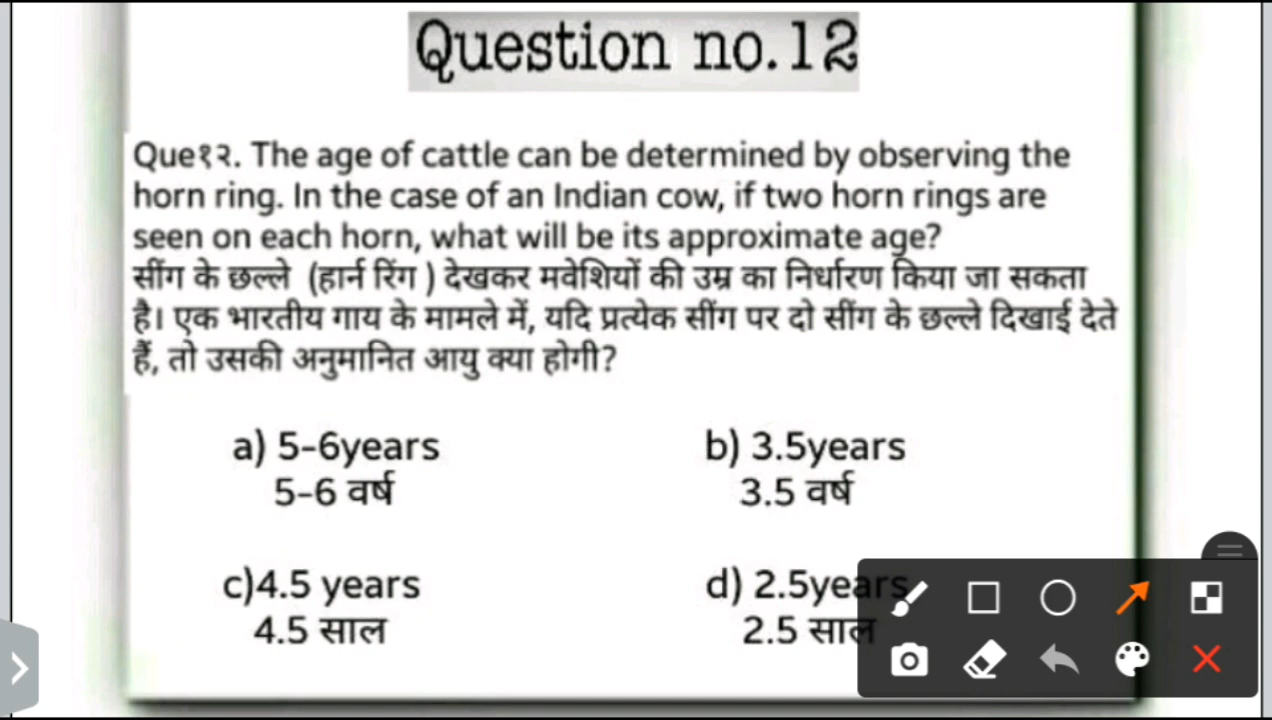 Question no.12
Que१२. The age of cattle can be determined by observing the
horn ring. In the case of an Indian cow, if two horn rings are
seen on each horn, what will be its approximate age?
सींग के छल्ले (हार्न रिंग ) देखकर मवेशियों की उम्र का निर्धारण किया जा सकता
है। एक भारतीय गाय के मामले में, यदि प्रत्येक सींग पर दो सींग के छल्ले दिखाई देते
हैं, तो उसकी अनुमानित आयु क्या होगी?
a) 5-6years
5-6 वर्ष
b) 3.5years
3.5 वर्ष
c)4.5 years
4.5 साल
d) 2.5years
2.5 साल